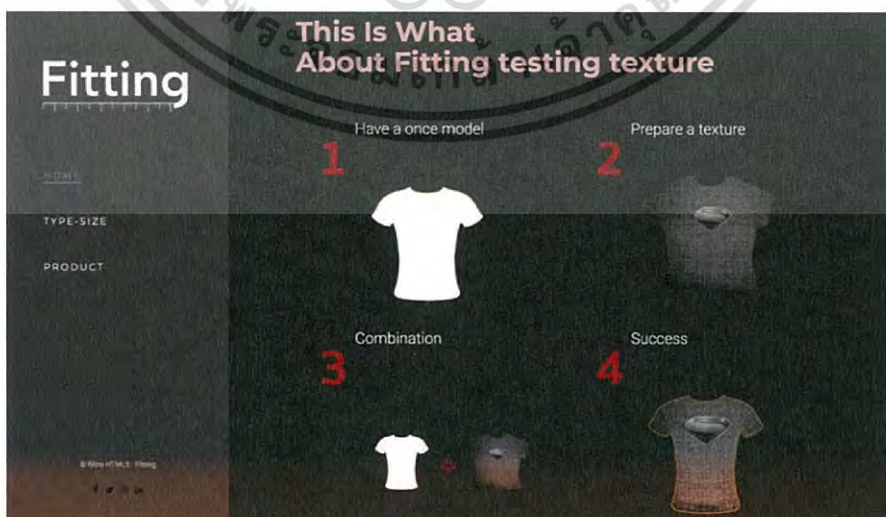 This Is What
About Fitting testing texture
Fitting
HOME
TYPE-SIZE
PRODUCT
1
Have a once model
2
Prepare a texture
3
Combination
4
Success